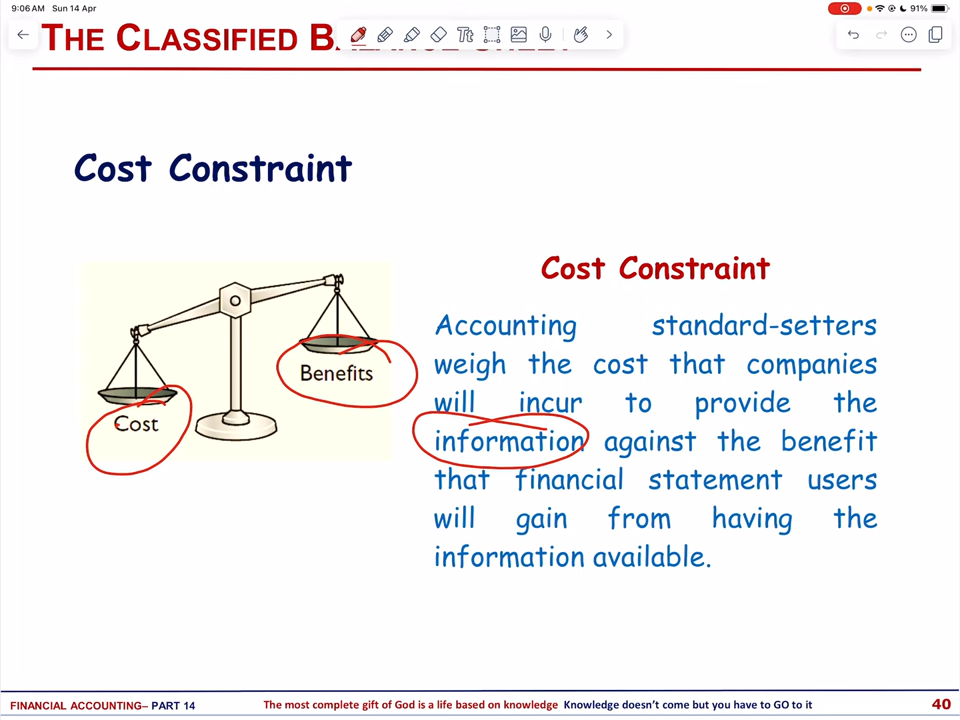 9:06 AM Sun 14 Apr
91%
THE CLASSIFIED BALANCE SHEET
Tt
Cost Constraint
Cost Constraint
Accounting standard-setters
weigh the cost that companies
will incur to provide the
information against the benefit
that financial statement users
will gain from having the
information available.
Benefits
Cost
FINANCIAL ACCOUNTING– PART 14
The most complete gift of God is a life based on knowledge Knowledge doesn’t come but you have to GO to it
40